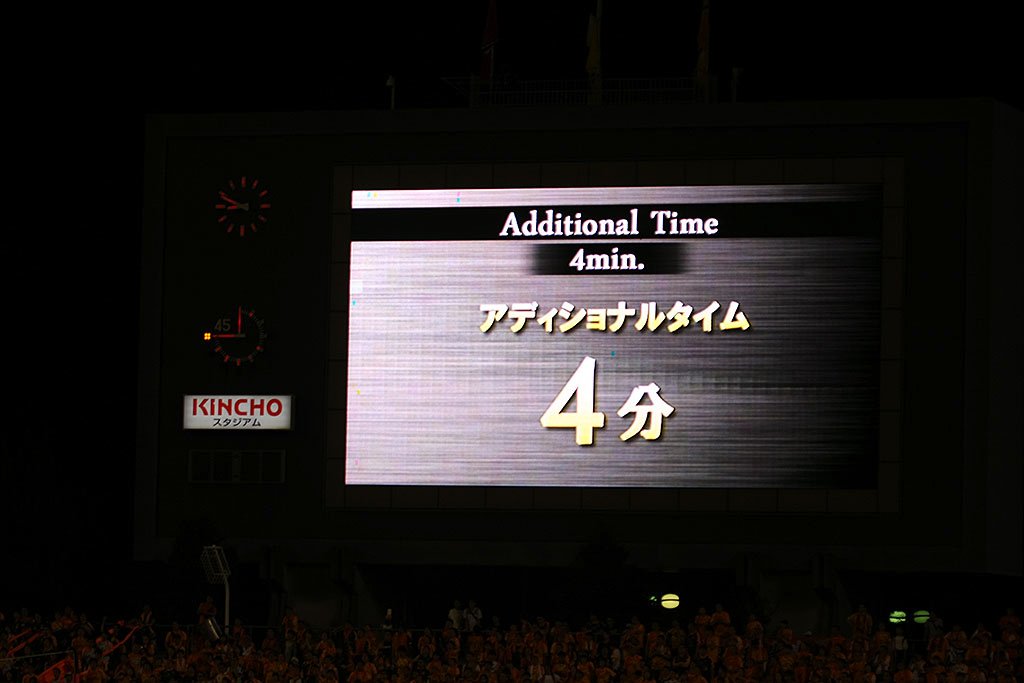 Additional Time
4min.
アディショナルタイム
4分
45
KINCHO
スタジアム